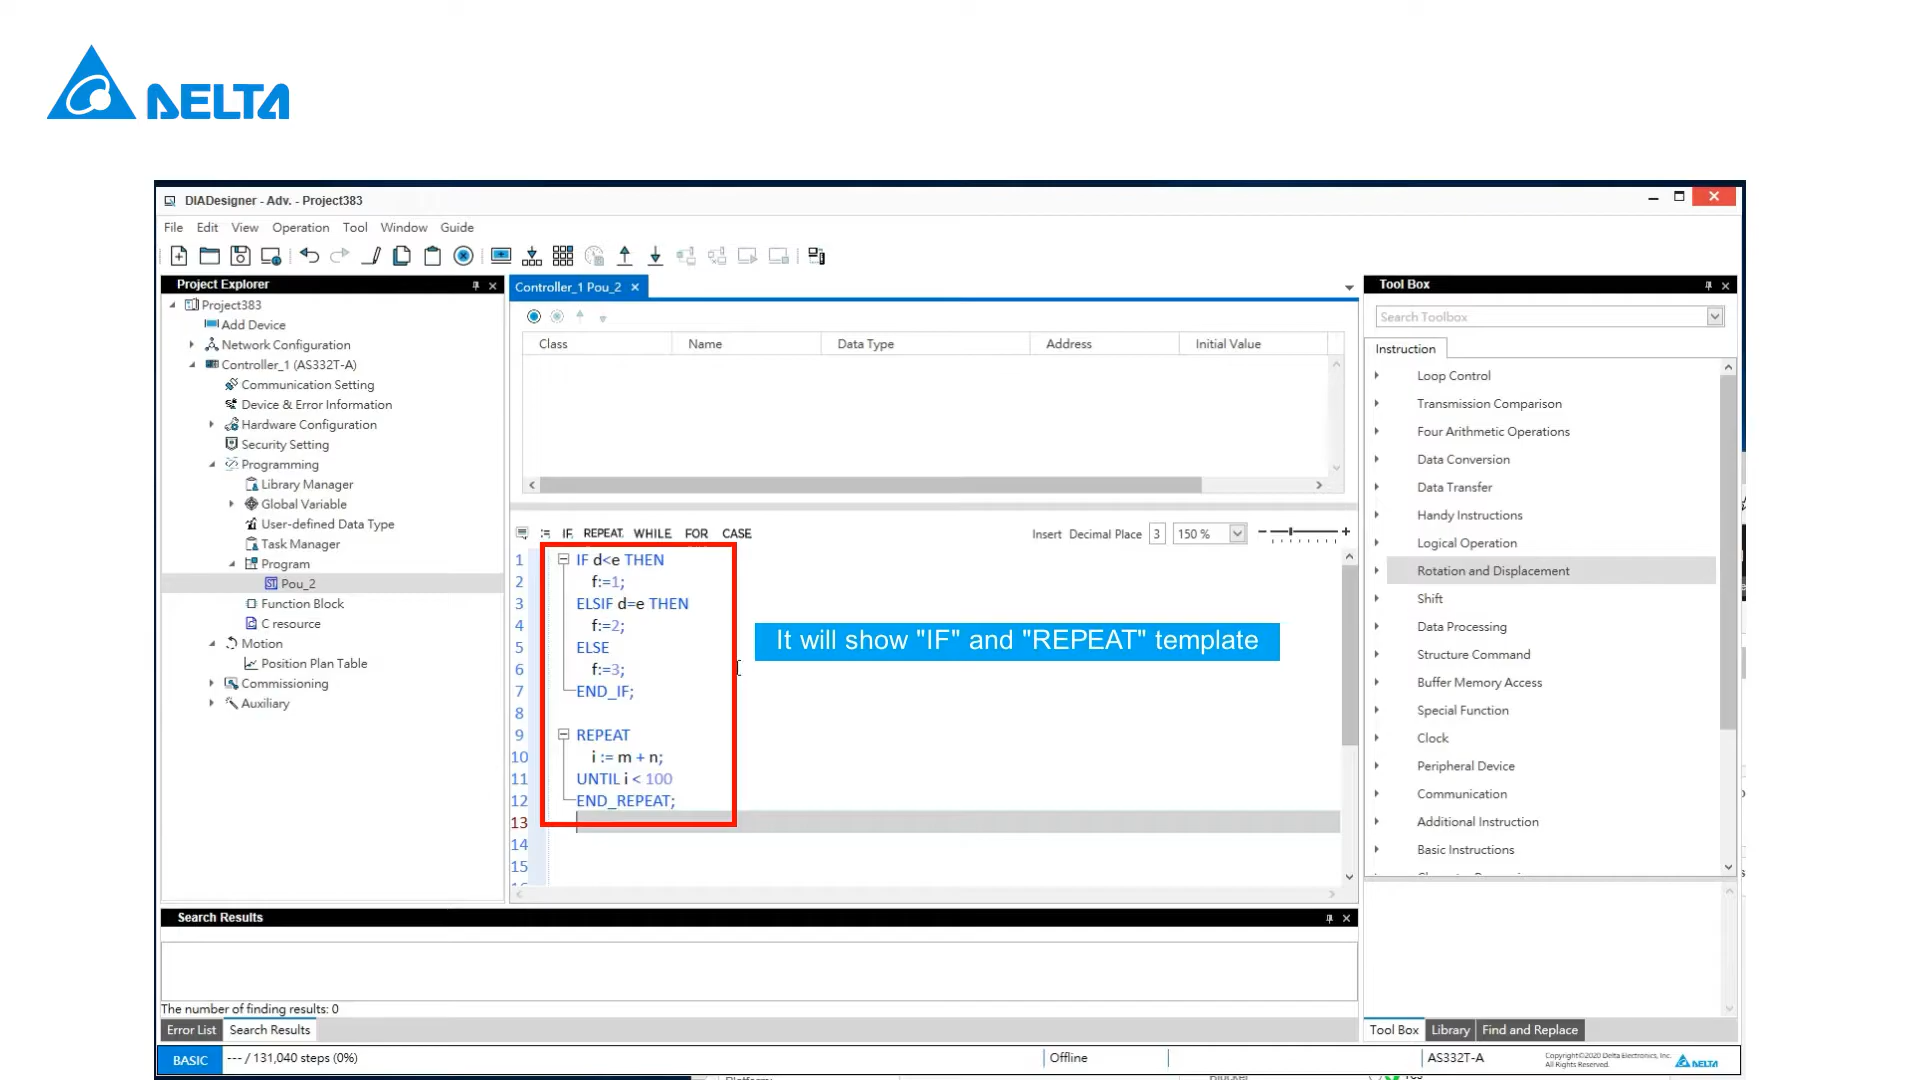 DELTA
DIADesigner - Adv. - Project383
File Edit View Operation Tool Window Guide
Project Explorer
Project383
Add Device
Network Configuration
Controller_1 (AS332T-A)
Communication Setting
Device & Error Information
Hardware Configuration
Security Setting
Programming
Library Manager
Global Variable
User-defined Data Type
Task Manager
Program
Pou_2
Function Block
C resource
Motion
Position Plan Table
Commissioning
Auxiliary
Controller_1 Pou_2
Class Name Data Type Address Initial Value
IF REPEAT WHILE FOR CASE
Insert Decimal Place 3 150 %
1 IF d<e THEN
2 f:=1;
3 ELSIF d=e THEN
4 f:=2;
5 ELSE
6 f:=3;
7 END_IF;
8
9 REPEAT
10 i := m + n;
11 UNTIL i < 100
12 END_REPEAT;
13
14
15
It will show "IF" and "REPEAT" template
Tool Box
Search Toolbox
Instruction
Loop Control
Transmission Comparison
Four Arithmetic Operations
Data Conversion
Data Transfer
Handy Instructions
Logical Operation
Rotation and Displacement
Shift
Data Processing
Structure Command
Buffer Memory Access
Special Function
Clock
Peripheral Device
Communication
Additional Instruction
Basic Instructions
Search Results
The number of finding results: 0
Error List Search Results
Tool Box Library Find and Replace
BASIC --- / 131,040 steps (0%) Offline AS332T-A
Copyright©2020 Delta Electronics, Inc.
All Rights Reserved.
DELTA